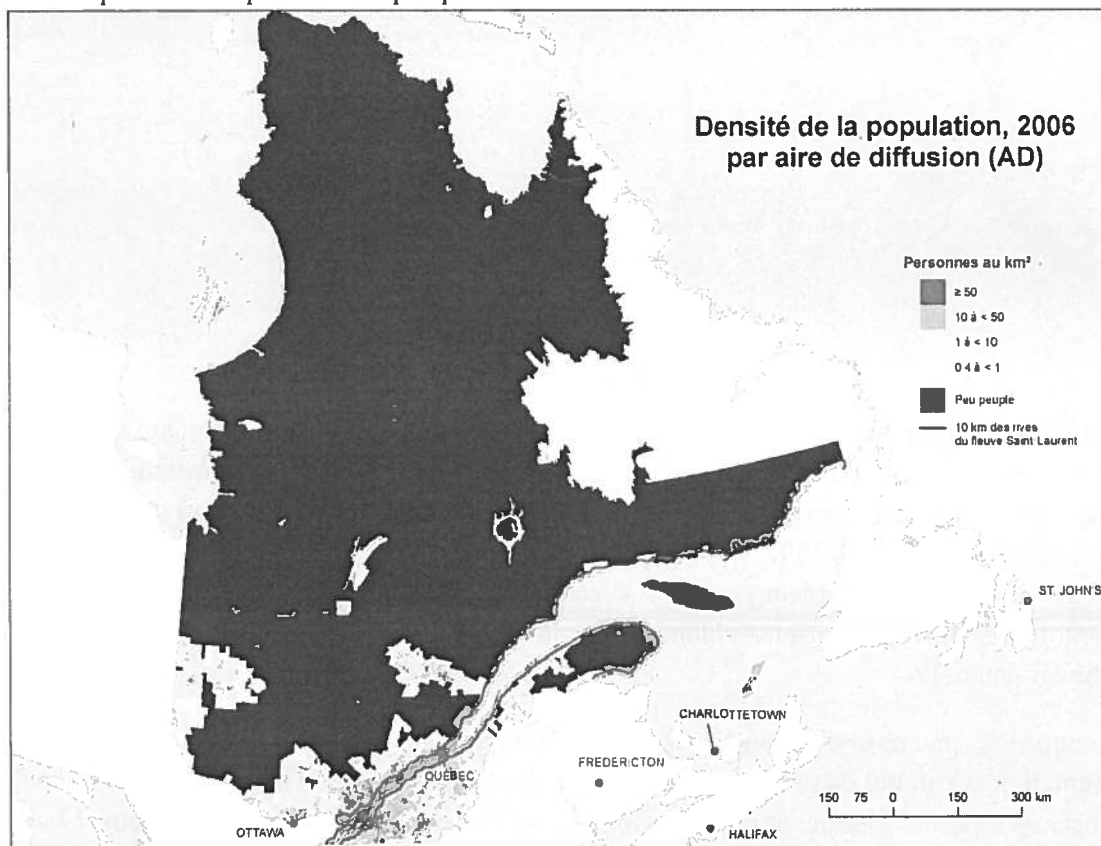 Densité de la population, 2006
par aire de diffusion (AD)
Personnes au km²
≥ 50
10 à < 50
1 à < 10
0 4 à < 1
Peu peuple
10 km des rives
du fleuve Saint-Laurent
ST. JOHN'S
CHARLOTTETOWN
FREDERICTON
QUÉBEC
OTTAWA
HALIFAX
150 75 0 150 300 km